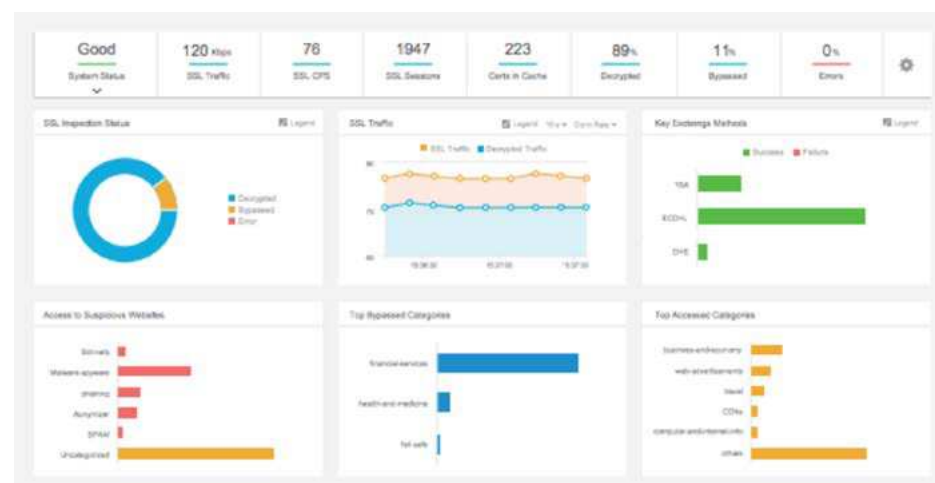 Good
System Status
120 Kbps
SSL Traffic
76
SSL CPS
1947
SSL Sessions
223
Certs in Cache
89%
Decrypted
11%
Bypassed
0%
Errors
SSL Inspection Status
Legend
Decrypted
Bypassed
Error
SSL Traffic
Legend
SSL Traffic
Decrypted Traffic
Key Exchange Methods
Legend
Success
Failure
ECDHE
DHE
Access to Suspicious Websites
Malware-spyware
phishing
SPAM
Uncategorized
Top Bypassed Categories
financial-services
health-and-medicine
fail-safe
Top Accessed Categories
business-and-economy
web-advertisements
travel
CDNs
computer-and-internet-info
others